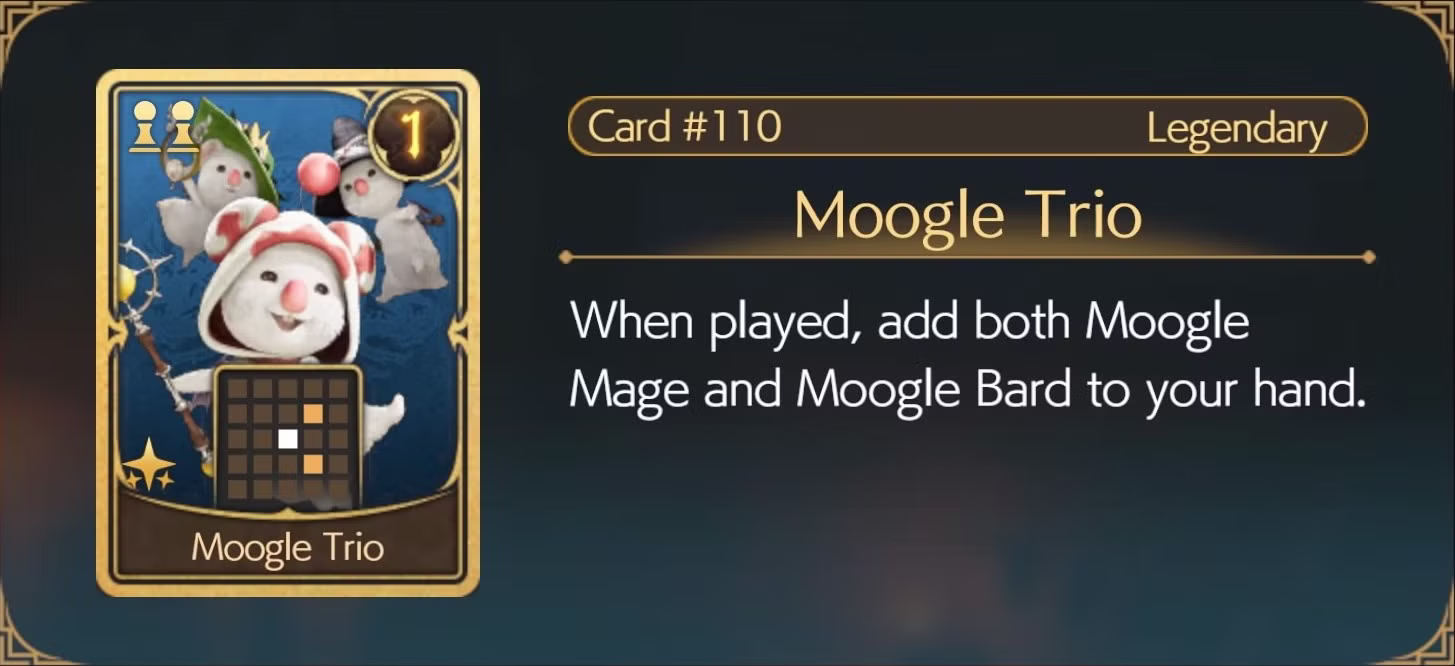 1
Moogle Trio
Card #110 Legendary
Moogle Trio
When played, add both Moogle
Mage and Moogle Bard to your hand.